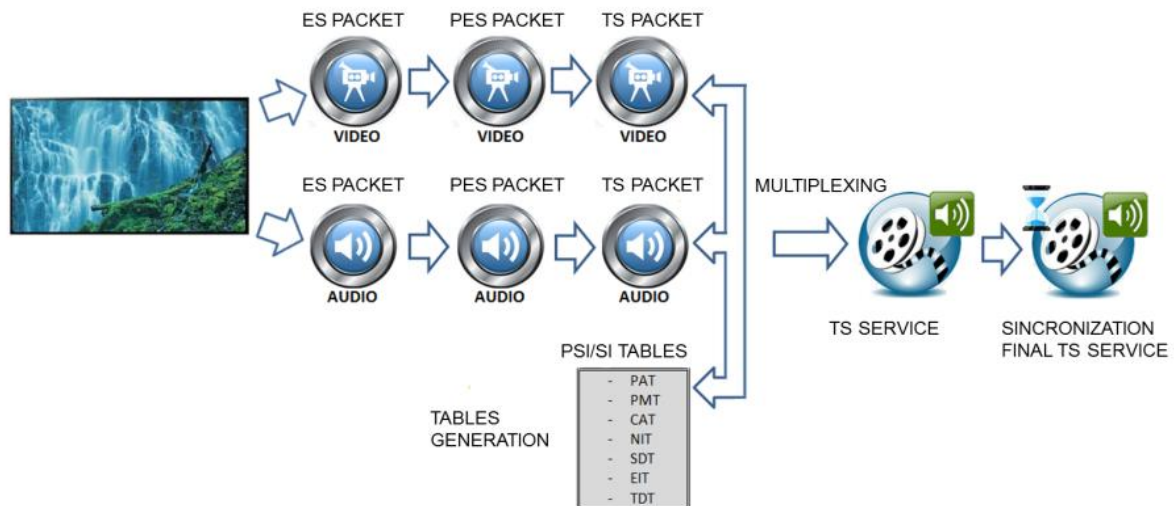 ES PACKET
PES PACKET
TS PACKET
VIDEO
VIDEO
VIDEO
ES PACKET
PES PACKET
TS PACKET
AUDIO
AUDIO
AUDIO
MULTIPLEXING
TS SERVICE
SINCRONIZATION
FINAL TS SERVICE
PSI/SI TABLES
TABLES
GENERATION
- PAT
- PMT
- CAT
- NIT
- SDT
- EIT
- TDT